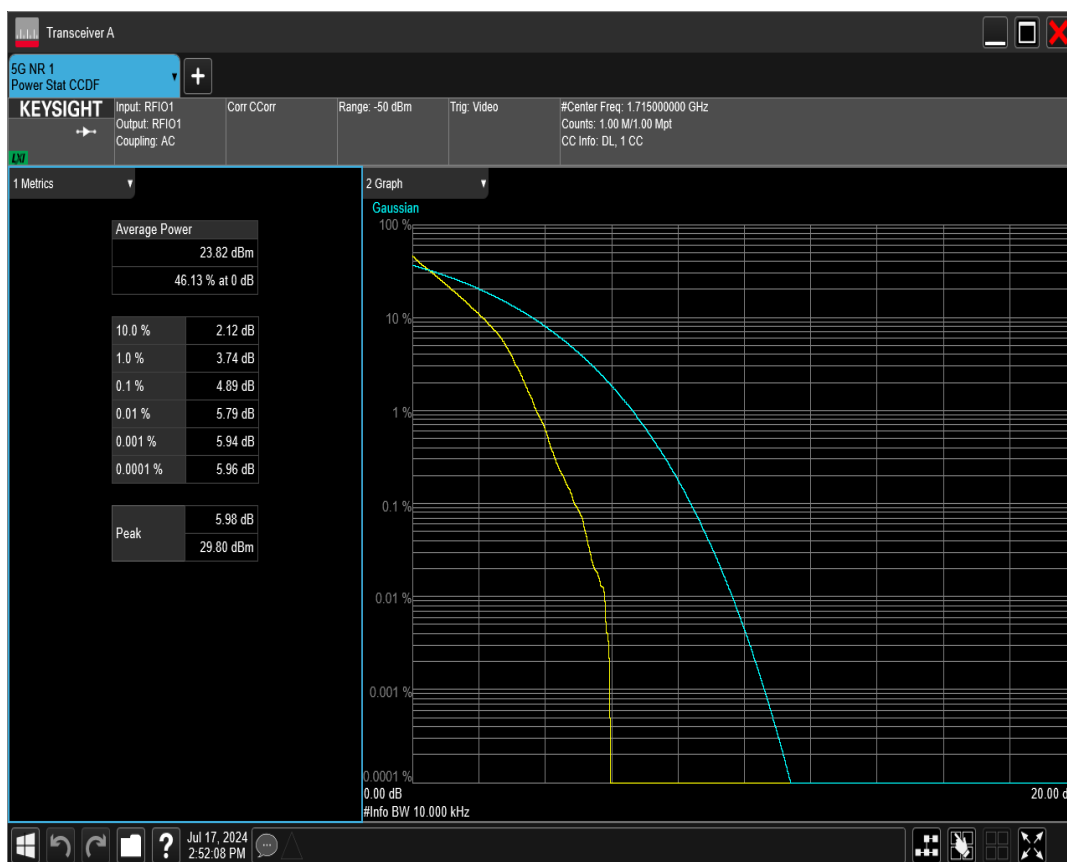 Transceiver A
5G NR 1
Power Stat CCDF
KEYSIGHT
LXI
Input: RFIO1
Output: RFIO1
Coupling: AC
Corr CCorr
Range: -50 dBm
Trig: Video
#Center Freq: 1.715000000 GHz
Counts: 1.00 M/1.00 Mpt
CC Info: DL, 1 CC
1 Metrics
Average Power
23.82 dBm
46.13 % at 0 dB
10.0 % 2.12 dB
1.0 % 3.74 dB
0.1 % 4.89 dB
0.01 % 5.79 dB
0.001 % 5.94 dB
0.0001 % 5.96 dB
Peak 5.98 dB
29.80 dBm
2 Graph
Gaussian
100 %
10 %
1 %
0.1 %
0.01 %
0.001 %
0.0001 %
0.00 dB 20.00 d
#Info BW 10.000 kHz
Jul 17, 2024
2:52:08 PM